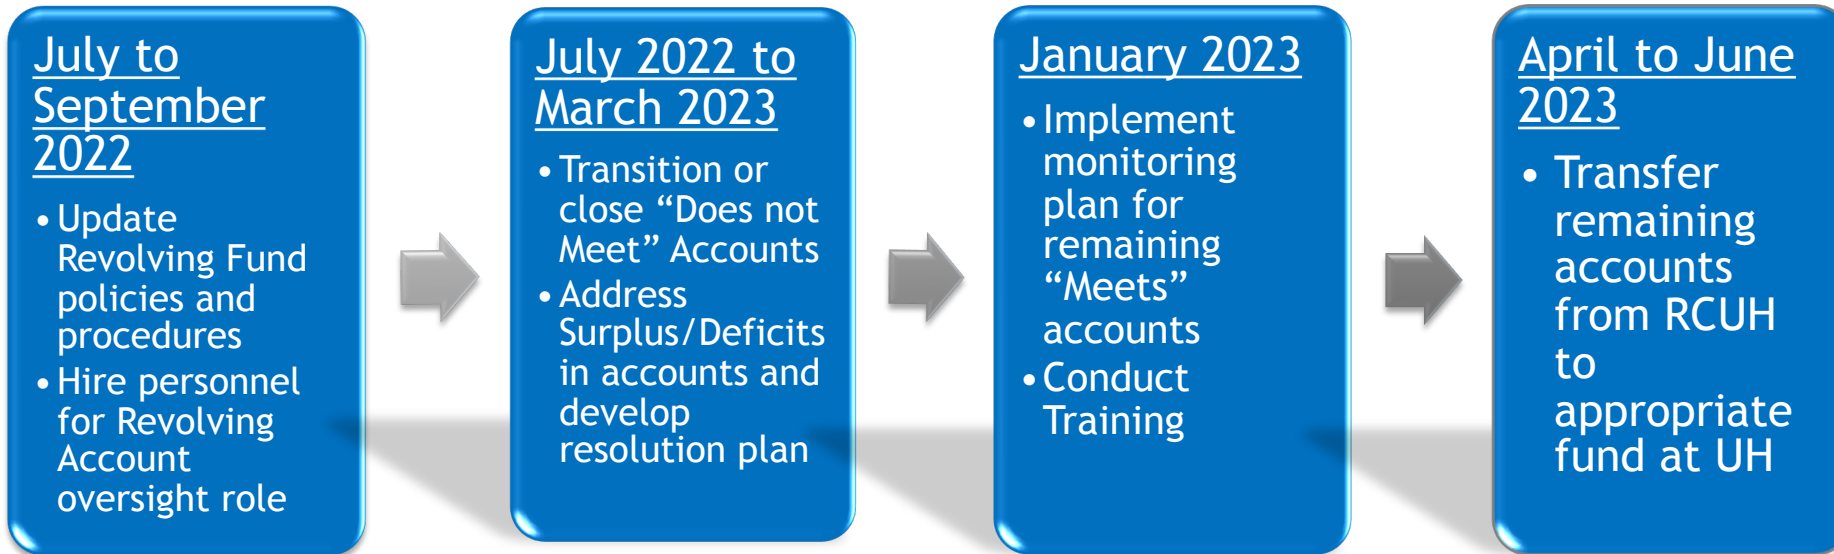 July to
September
2022
• Update
Revolving Fund
policies and
procedures
• Hire personnel
for Revolving
Account
oversight role
July 2022 to
March 2023
• Transition or
close “Does not
Meet” Accounts
• Address
Surplus/Deficits
in accounts and
develop
resolution plan
January 2023
• Implement
monitoring
plan for
remaining
“Meets”
accounts
• Conduct
Training
April to June
2023
• Transfer
remaining
accounts
from RCUH
to
appropriate
fund at UH